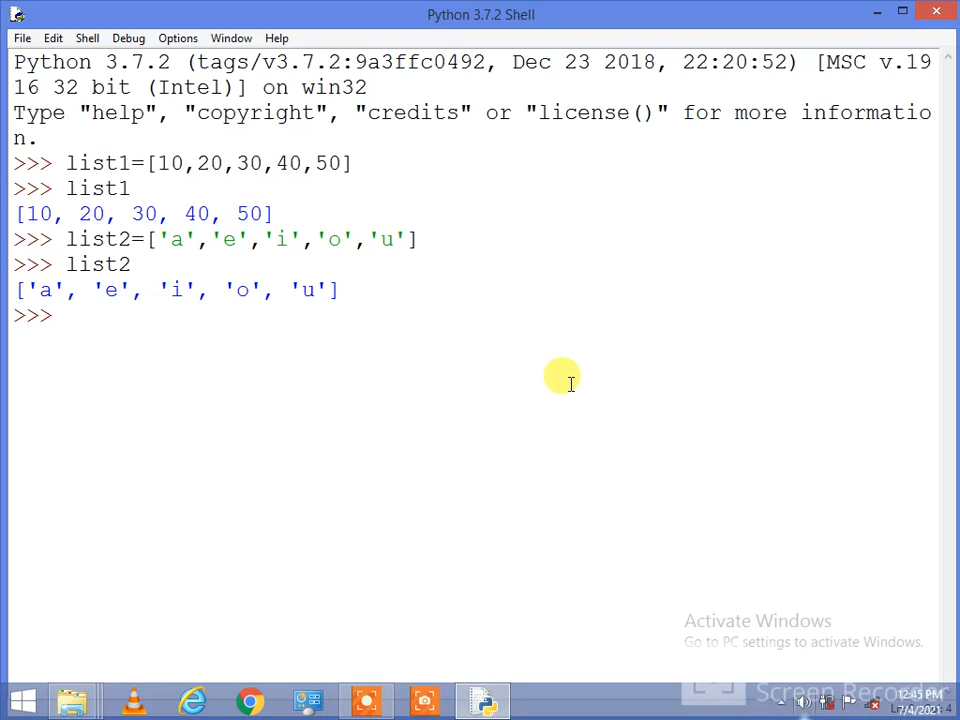 Python 3.7.2 Shell
File Edit Shell Debug Options Window Help
Python 3.7.2 (tags/v3.7.2:9a3ffc0492, Dec 23 2018, 22:20:52) [MSC v.19
16 32 bit (Intel)] on win32
Type "help", "copyright", "credits" or "license()" for more informatio
n.
>>> list1=[10,20,30,40,50]
>>> list1
[10, 20, 30, 40, 50]
>>> list2=['a','e','i','o','u']
>>> list2
['a', 'e', 'i', 'o', 'u']
>>>
Activate Windows
Go to PC settings to activate Windows.
Screen Recorder
12:45 PM
7/4/2021